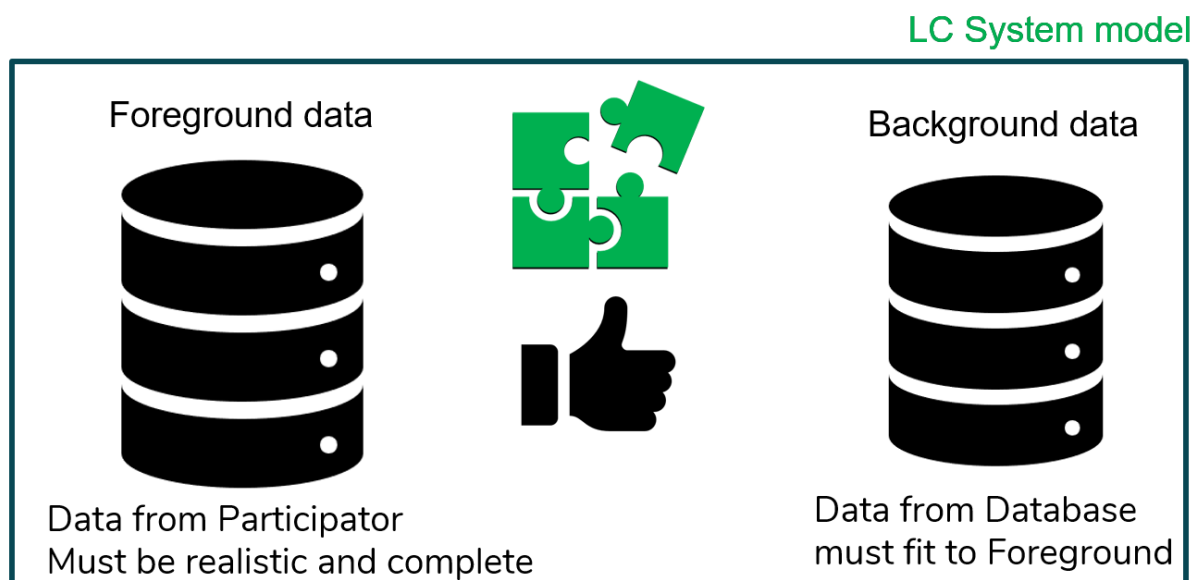 LC System model
Foreground data
Background data
Data from Participator
Must be realistic and complete
Data from Database
must fit to Foreground